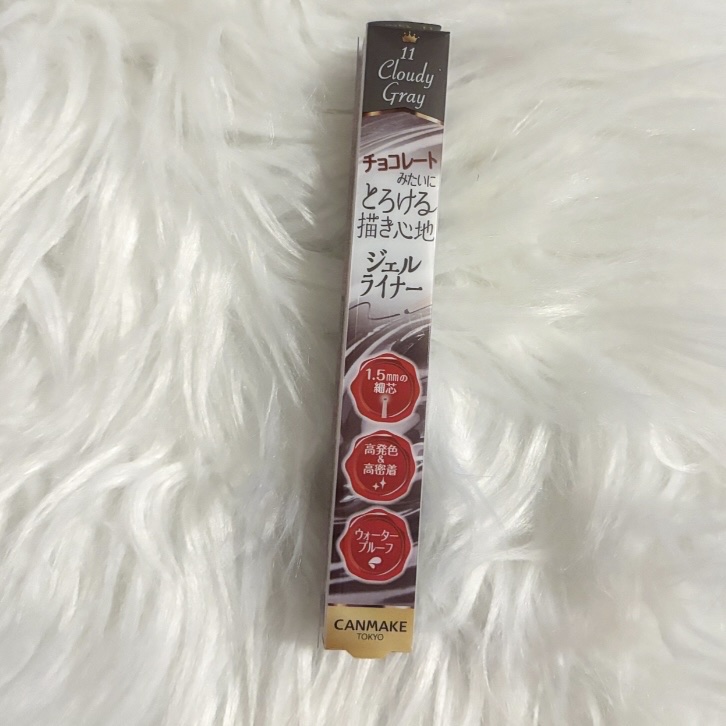 11
Cloudy
Gray
チョコレート
みたいに
とろける
描き心地
ジェル
ライナー
1.5mmの
細芯
高発色
&
高密着
ウォーター
プルーフ
CANMAKE
TOKYO